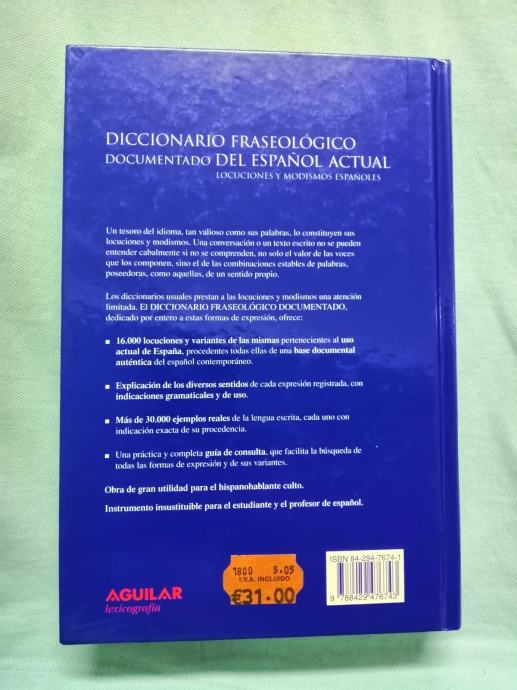 DICCIONARIO FRASEOLÓGICO
DOCUMENTADO DEL ESPAÑOL ACTUAL
LOCUCIONES Y MODISMOS ESPAÑOLES
Un tesoro del idioma, tan valioso como sus palabras, lo constituyen sus
locuciones y modismos. Una conversación o un texto escrito no se pueden
entender cabalmente si no se comprenden, no solo el valor de las voces
que los componen, sino el de las combinaciones estables de palabras,
poseedoras, como aquellas, de un sentido propio.
Los diccionarios usuales prestan a las locuciones y modismos una atención
limitada. El DICCIONARIO FRASEOLÓGICO DOCUMENTADO,
dedicado por entero a estas formas de expresión, ofrece:
▪ 16.000 locuciones y variantes de las mismas pertenecientes al uso
actual de España, procedentes todas ellas de una base documental
auténtica del español contemporáneo.
▪ Explicación de los diversos sentidos de cada expresión registrada, con
indicaciones gramaticales y de uso.
▪ Más de 30.000 ejemplos reales de la lengua escrita, cada uno con
indicación exacta de su procedencia.
▪ Una práctica y completa guía de consulta, que facilita la búsqueda de
todas las formas de expresión y de sus variantes.
Obra de gran utilidad para el hispanohablante culto.
Instrumento insustituible para el estudiante y el profesor de español.
ISBN 84-294-7674-1
9 788429 476743
1800 5.05
I.V.A. INCLUIDO
€31.00
AGUILAR
lexicografía